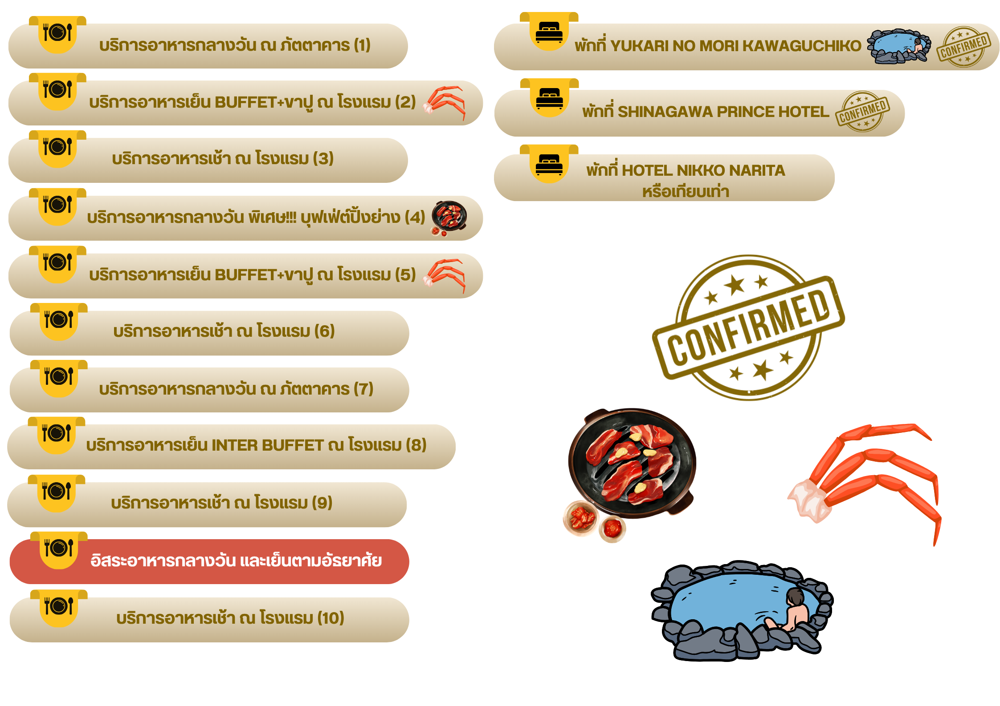 บริการอาหารกลางวัน ณ ภัตตาคาร (1)
บริการอาหารเย็น BUFFET+ขาปู ณ โรงแรม (2)
บริการอาหารเช้า ณ โรงแรม (3)
บริการอาหารกลางวัน พิเศษ!!! บุฟเฟ่ต์ปิ้งย่าง (4)
บริการอาหารเย็น BUFFET+ขาปู ณ โรงแรม (5)
บริการอาหารเช้า ณ โรงแรม (6)
บริการอาหารกลางวัน ณ ภัตตาคาร (7)
บริการอาหารเย็น INTER BUFFET ณ โรงแรม (8)
บริการอาหารเช้า ณ โรงแรม (9)
อิสระอาหารกลางวัน และเย็นตามอัธยาศัย
บริการอาหารเช้า ณ โรงแรม (10)
พักที่ YUKARI NO MORI KAWAGUCHIKO
CONFIRMED
พักที่ SHINAGAWA PRINCE HOTEL
CONFIRMED
พักที่ HOTEL NIKKO NARITA
หรือเทียบเท่า
CONFIRMED